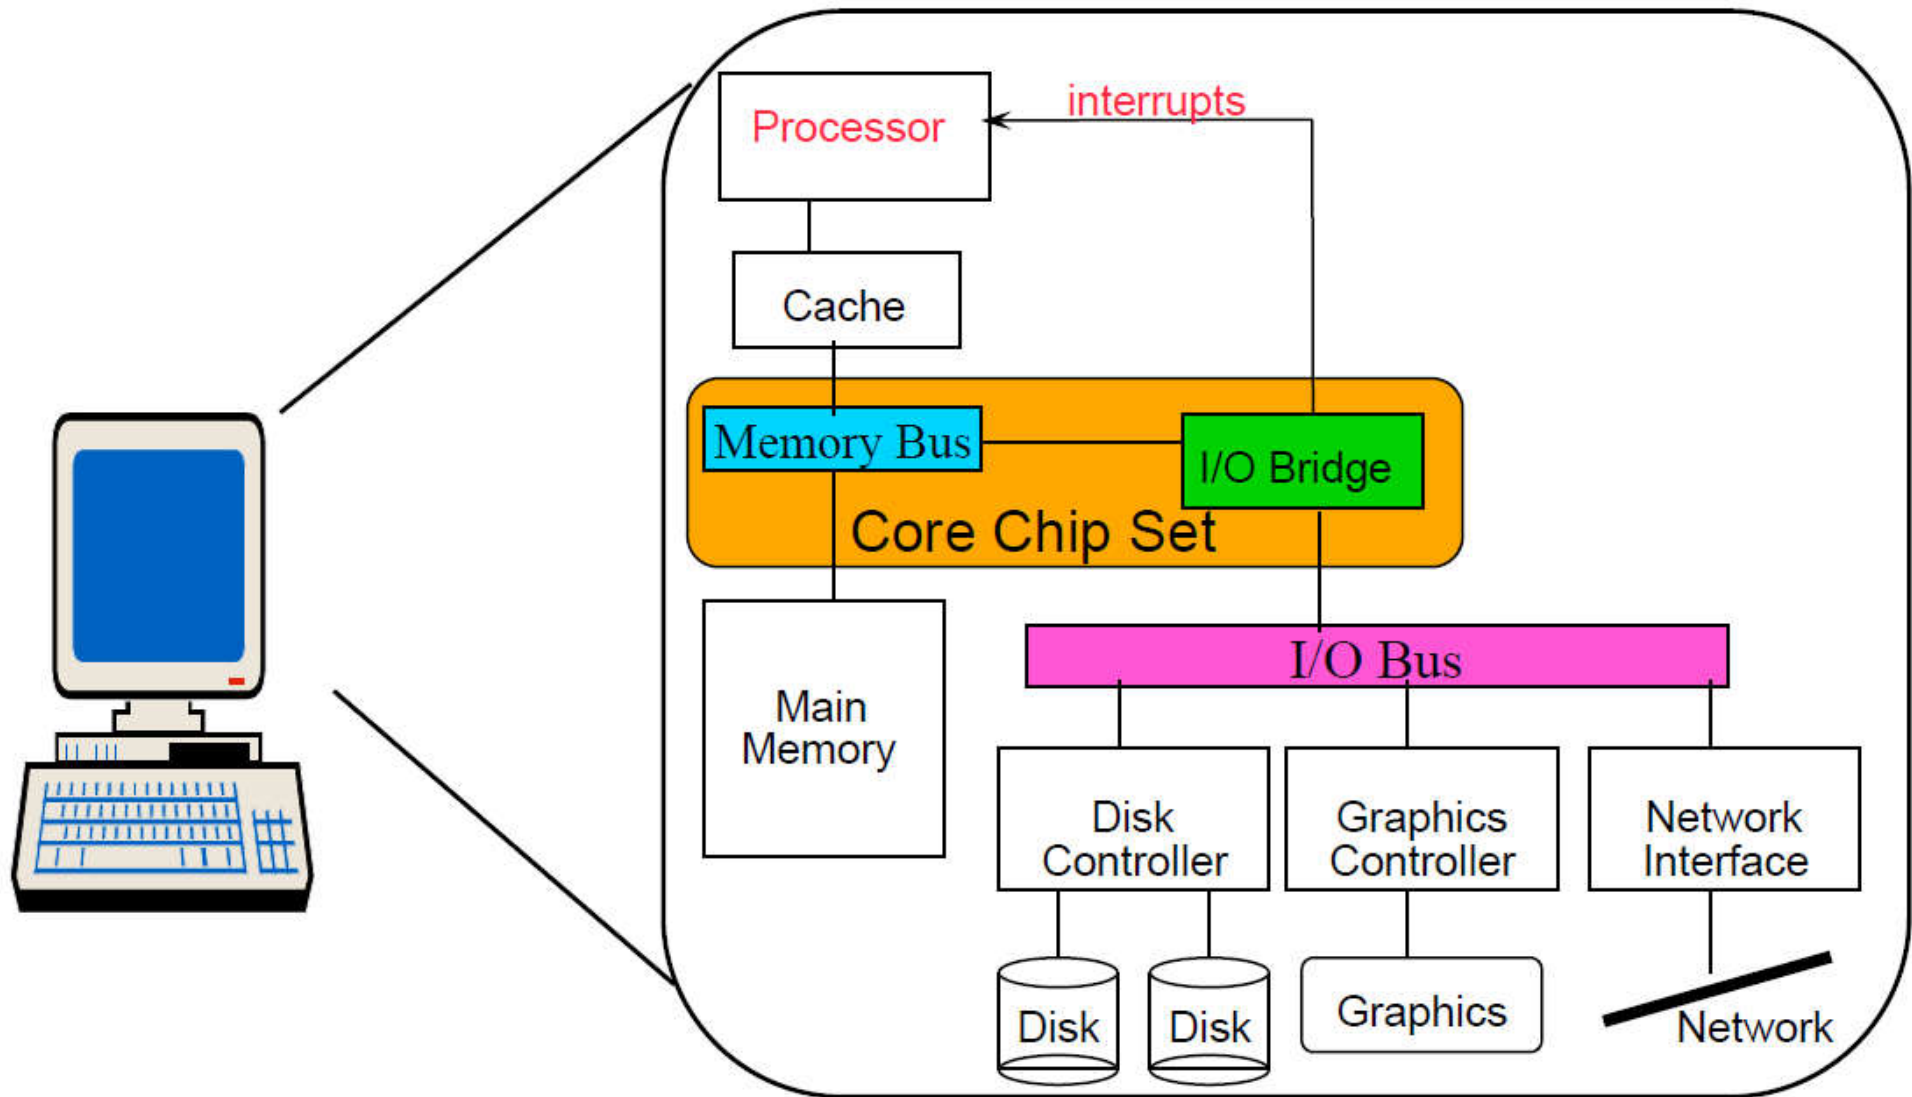 Processor
interrupts
Cache
Memory Bus
I/O Bridge
Core Chip Set
I/O Bus
Main
Memory
Disk
Controller
Graphics
Controller
Network
Interface
Disk
Disk
Graphics
Network